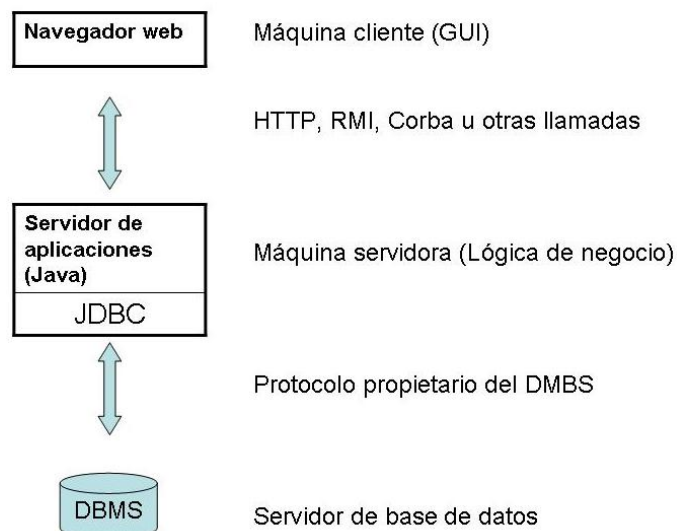 Navegador web
Máquina cliente (GUI)
HTTP, RMI, Corba u otras llamadas
Servidor de
aplicaciones
(Java)
Máquina servidora (Lógica de negocio)
JDBC
Protocolo propietario del DMBS
DBMS
Servidor de base de datos